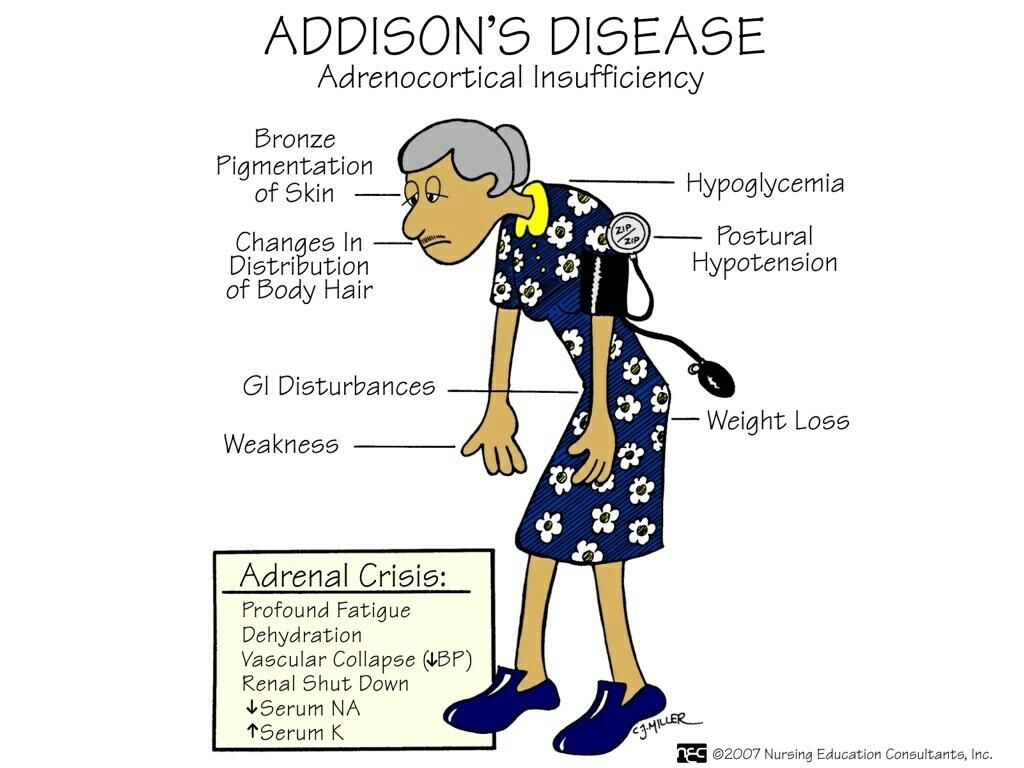 ADDISON'S DISEASE
Adrenocortical Insufficiency
Bronze
Pigmentation
of Skin
Changes In
Distribution
of Body Hair
GI Disturbances
Weakness
Hypoglycemia
ZIP
ZIP
Postural
Hypotension
Weight Loss
Adrenal Crisis:
Profound Fatigue
Dehydration
Vascular Collapse (↓BP)
Renal Shut Down
↓Serum NA
↑Serum K
C.J.MILLER
nec ©2007 Nursing Education Consultants, Inc.